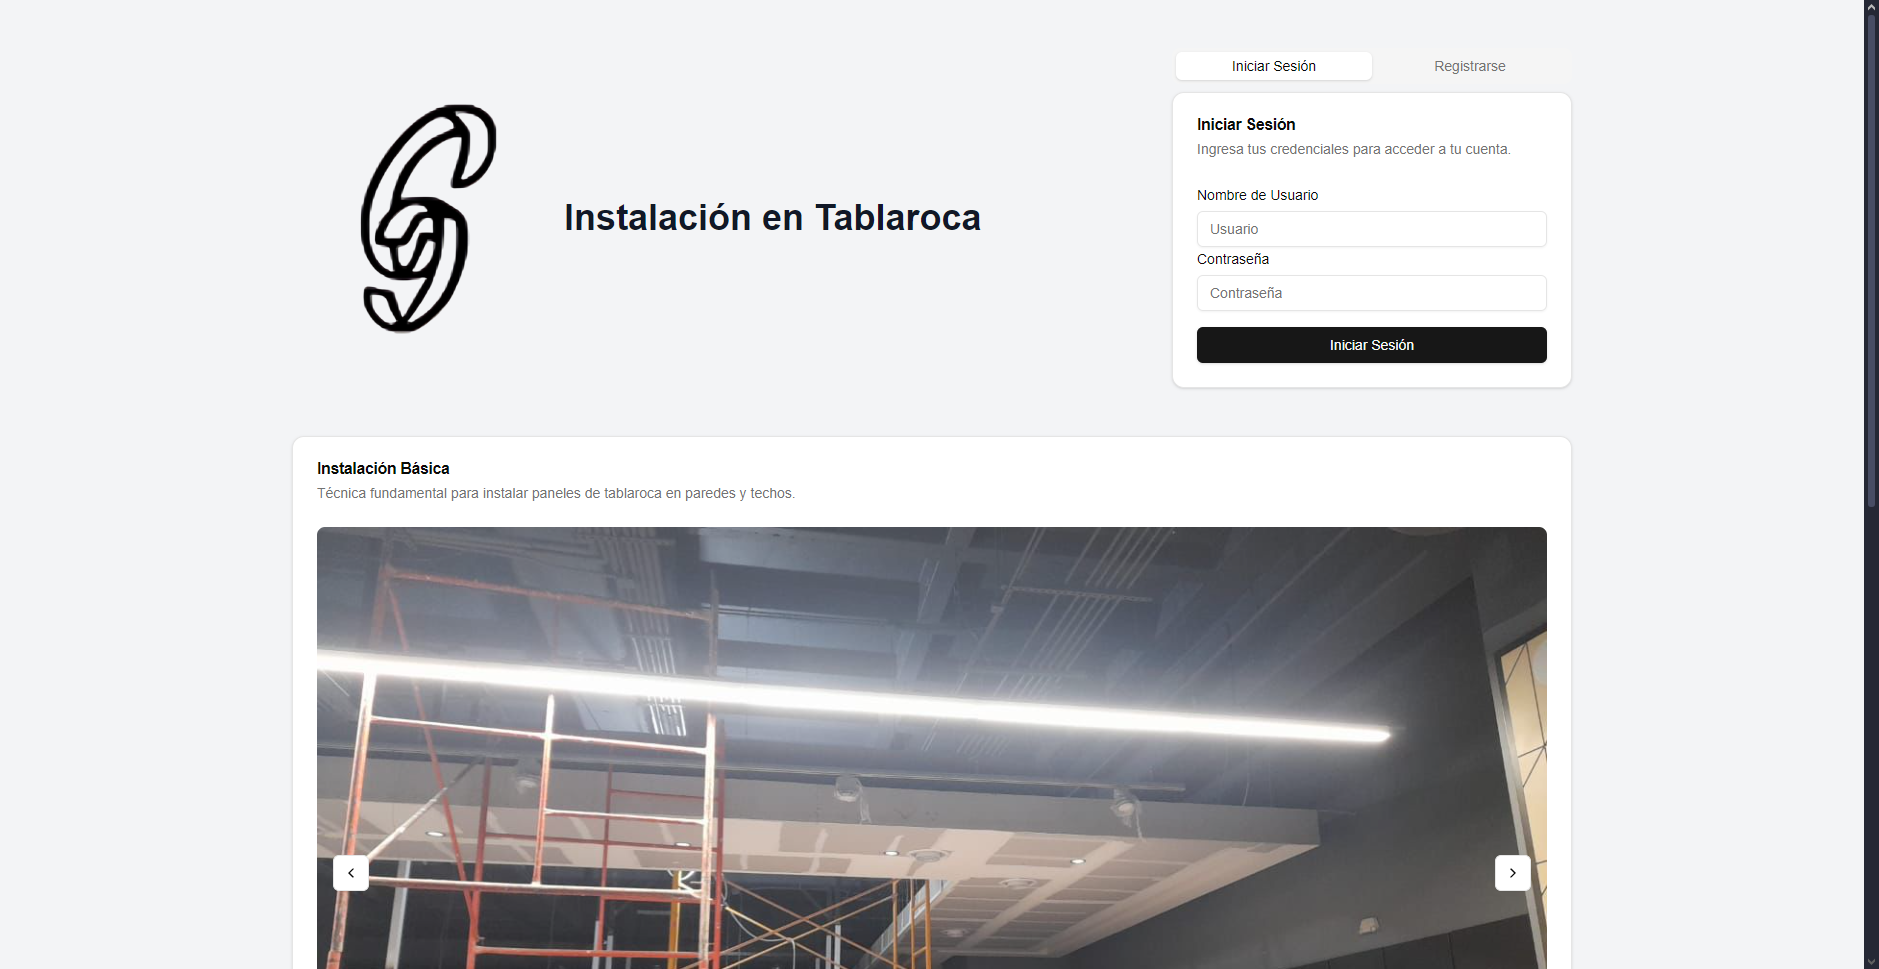 Iniciar Sesión
Registrarse
Instalación en Tablaroca
Iniciar Sesión
Ingresa tus credenciales para acceder a tu cuenta.
Nombre de Usuario
Usuario
Contraseña
Contraseña
Iniciar Sesión
Instalación Básica
Técnica fundamental para instalar paneles de tablaroca en paredes y techos.